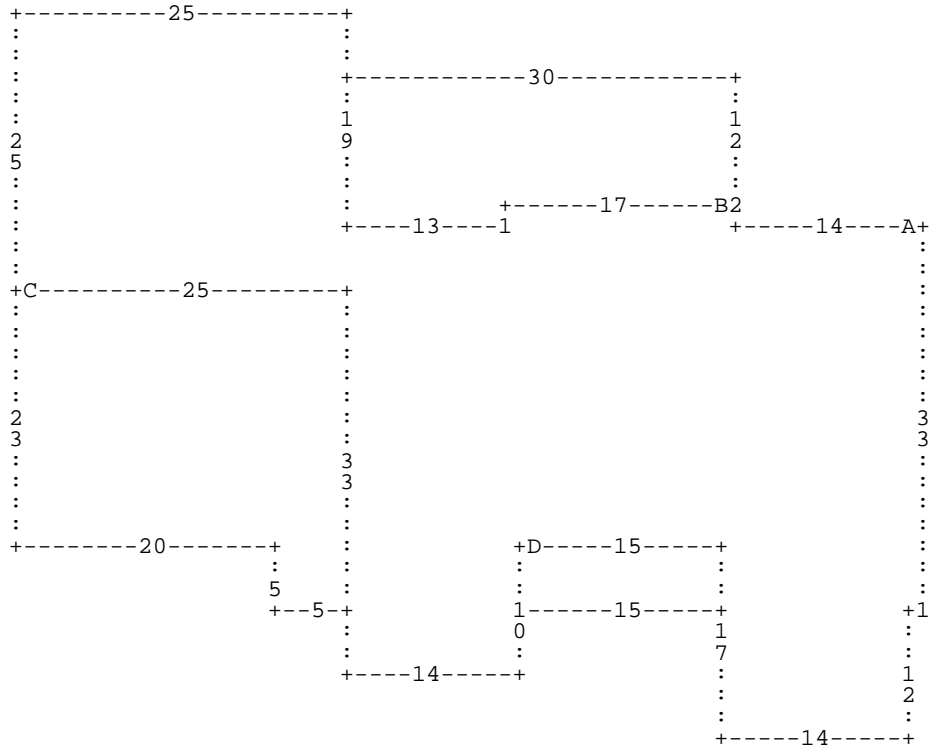 +---------25----------+
:                     :
:                     :
:                     +-----------30-----------+
:                     :                        :
:                     1                        1
2                     9                        2
5                     :                        :
:                     :                        :
:                     :         +------17------B2
:                     +----13----1             +-----14----A+
:                                                           :
:                                                           :
+C----------25---------+                                    :
:                     :                                     :
:                     :                                     :
:                     :                                     :
:                     :                                     :
:                     :                                     :
2                     :                                     3
3                     :                                     3
:                     3                                     :
:                     3                                     :
:                     :                                     :
:                     :                                     :
+--------20-------+   :          +D-----15-----+            :
                  :   :          :             :            :
                  5   :          :             :            :
                  +--5-+         1------15-----+           +1
                      :          0             1           :
                      :          :             7           :
                      +----14-----+            :           1
                                               :           2
                                               :           :
                                               +-----14----+